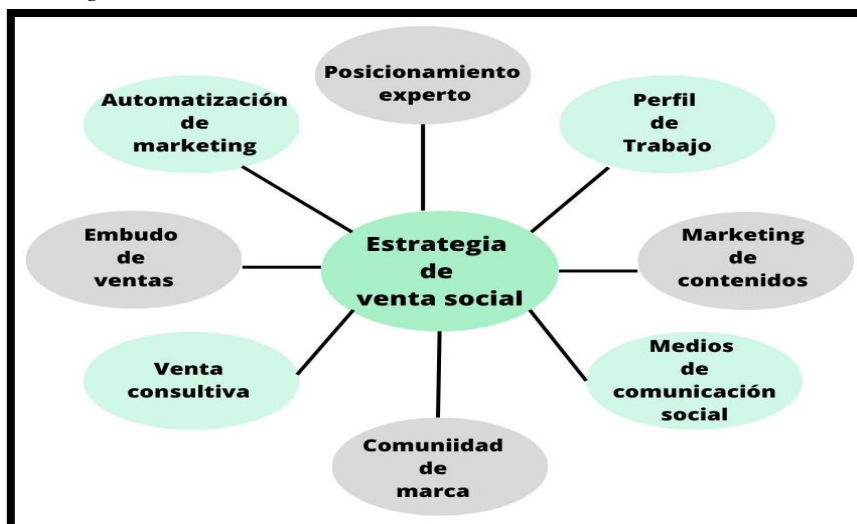 Posicionamiento
experto
Automatización
de
marketing
Perfil
de
Trabajo
Embudo
de
ventas
Estrategia
de
venta social
Marketing
de
contenidos
Venta
consultiva
Medios
de
comunicación
social
Comuniidad
de
marca